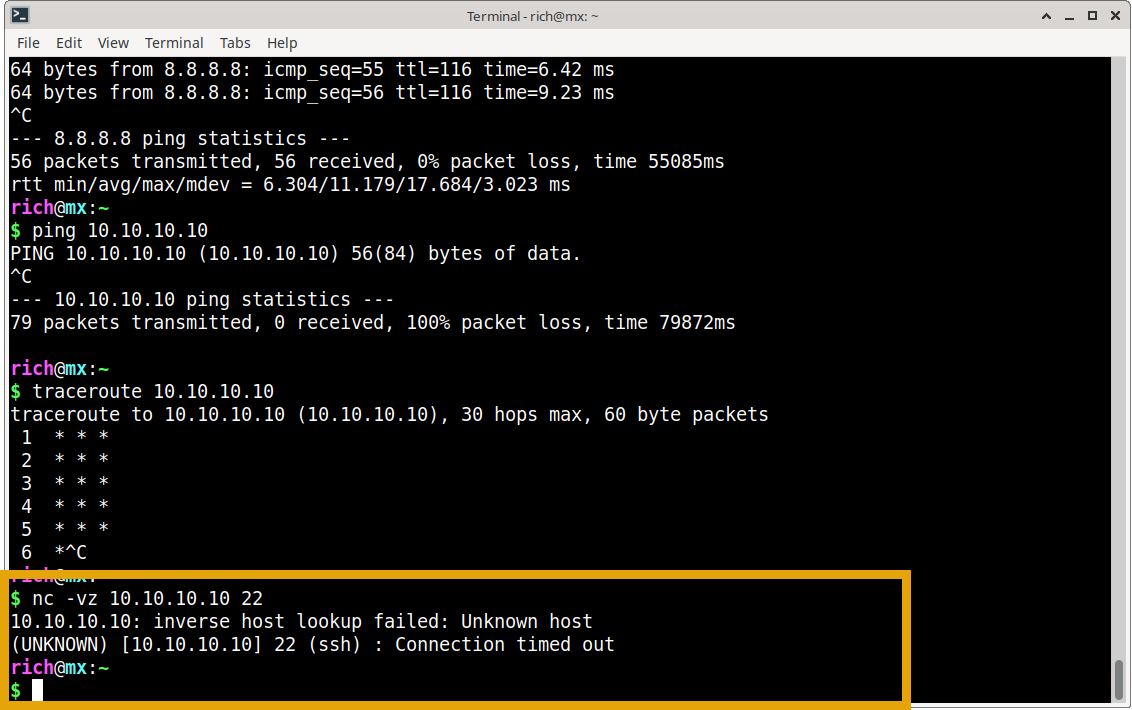 Terminal - rich@mx: ~
File Edit View Terminal Tabs Help
64 bytes from 8.8.8.8: icmp_seq=55 ttl=116 time=6.42 ms
64 bytes from 8.8.8.8: icmp_seq=56 ttl=116 time=9.23 ms
^C
--- 8.8.8.8 ping statistics ---
56 packets transmitted, 56 received, 0% packet loss, time 55085ms
rtt min/avg/max/mdev = 6.304/11.179/17.684/3.023 ms
rich@mx:~
$ ping 10.10.10.10
PING 10.10.10.10 (10.10.10.10) 56(84) bytes of data.
^C
--- 10.10.10.10 ping statistics ---
79 packets transmitted, 0 received, 100% packet loss, time 79872ms
rich@mx:~
$ traceroute 10.10.10.10
traceroute to 10.10.10.10 (10.10.10.10), 30 hops max, 60 byte packets
1 * * *
2 * * *
3 * * *
4 * * *
5 * * *
6 *^C
rich@mx:~
$ nc -vz 10.10.10.10 22
10.10.10.10: inverse host lookup failed: Unknown host
(UNKNOWN) [10.10.10.10] 22 (ssh) : Connection timed out
rich@mx:~
$